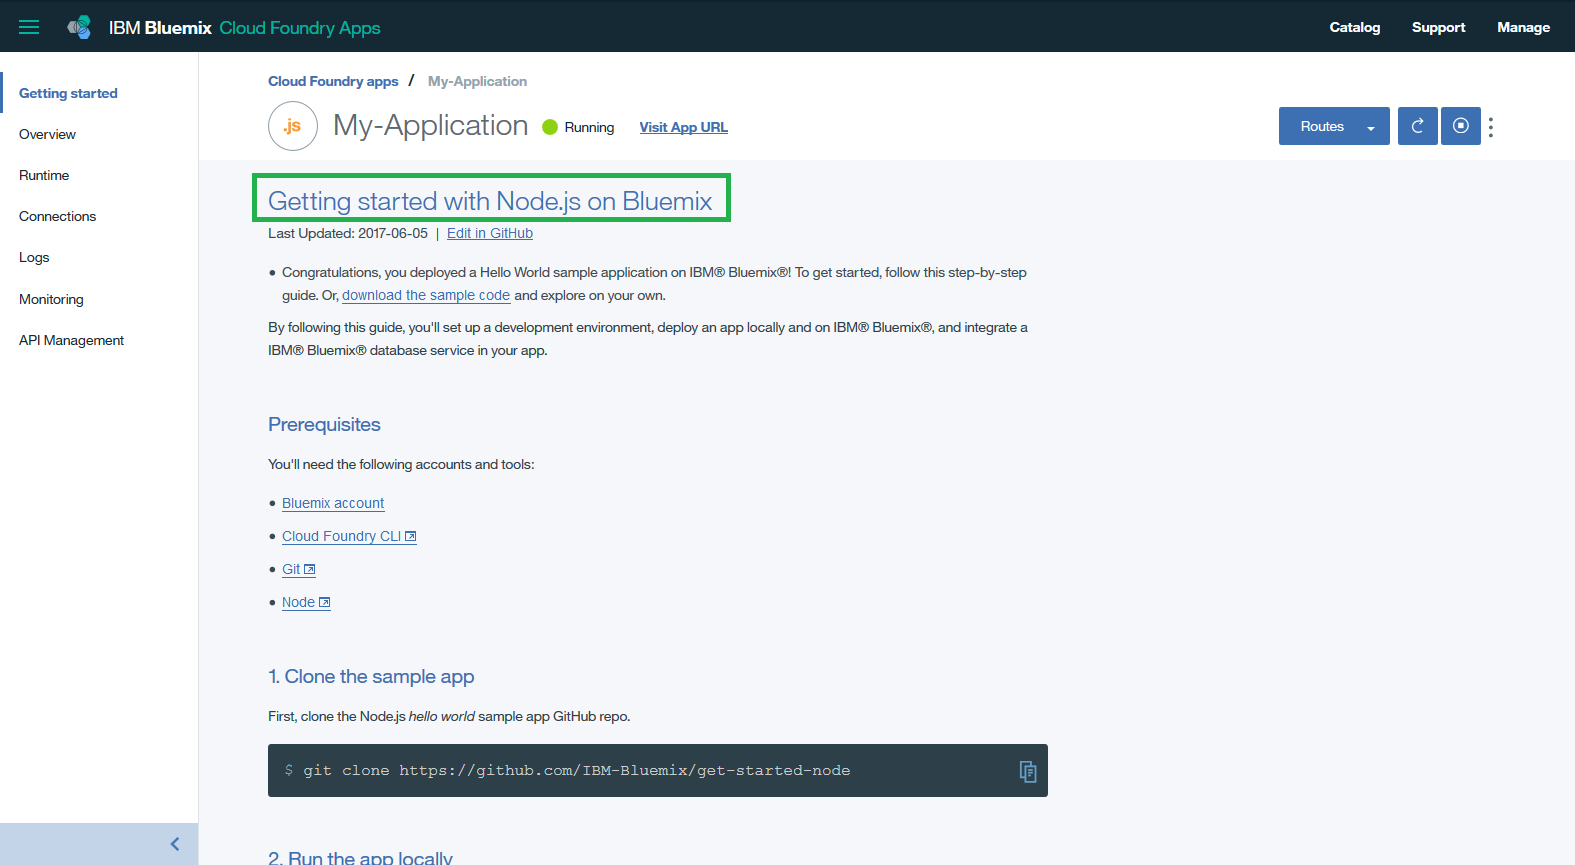 IBM Bluemix Cloud Foundry Apps
Catalog Support Manage
Getting started
Overview
Runtime
Connections
Logs
Monitoring
API Management
Cloud Foundry apps / My-Application
.js My-Application Running Visit App URL
Routes
Getting started with Node.js on Bluemix
Last Updated: 2017-06-05 | Edit in GitHub
• Congratulations, you deployed a Hello World sample application on IBM® Bluemix®! To get started, follow this step-by-step
guide. Or, download the sample code and explore on your own.
By following this guide, you'll set up a development environment, deploy an app locally and on IBM® Bluemix®, and integrate a
IBM® Bluemix® database service in your app.
Prerequisites
You'll need the following accounts and tools:
• Bluemix account
• Cloud Foundry CLI
• Git
• Node
1. Clone the sample app
First, clone the Node.js hello world sample app GitHub repo.
$ git clone https://github.com/IBM-Bluemix/get-started-node
2. Run the app locally